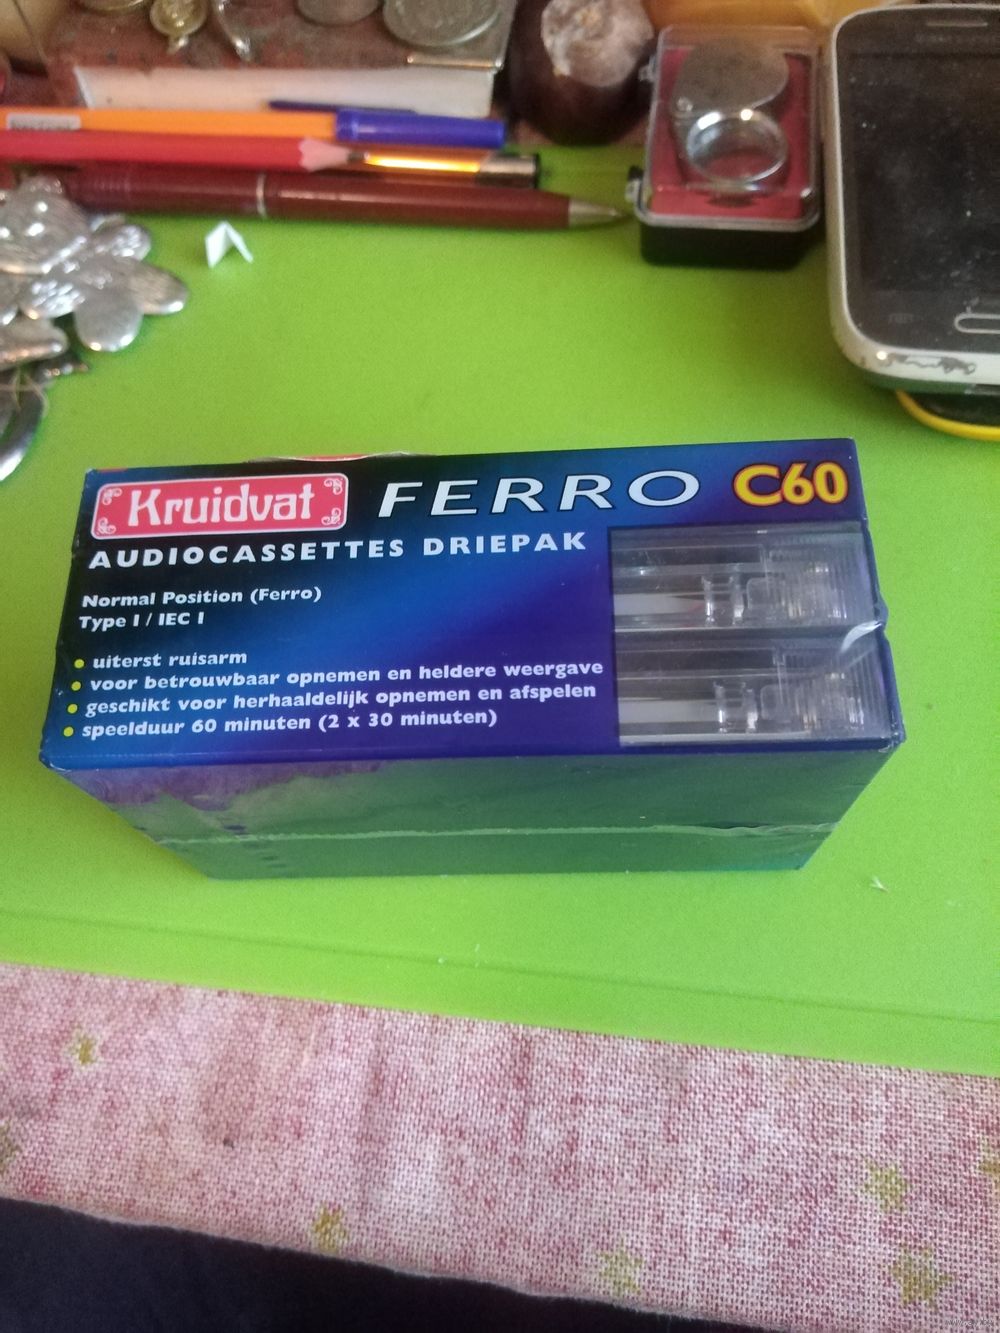 Kruidvat FERRO C60
AUDIOCASSETTES DRIEPAK
Normal Position (Ferro)
Type I / IEC I
uiterst ruisarm
voor betrouwbaar opnemen en heldere weergave
geschikt voor herhaaldelijk opnemen en afspelen
speelduur 60 minuten (2 x 30 minuten)